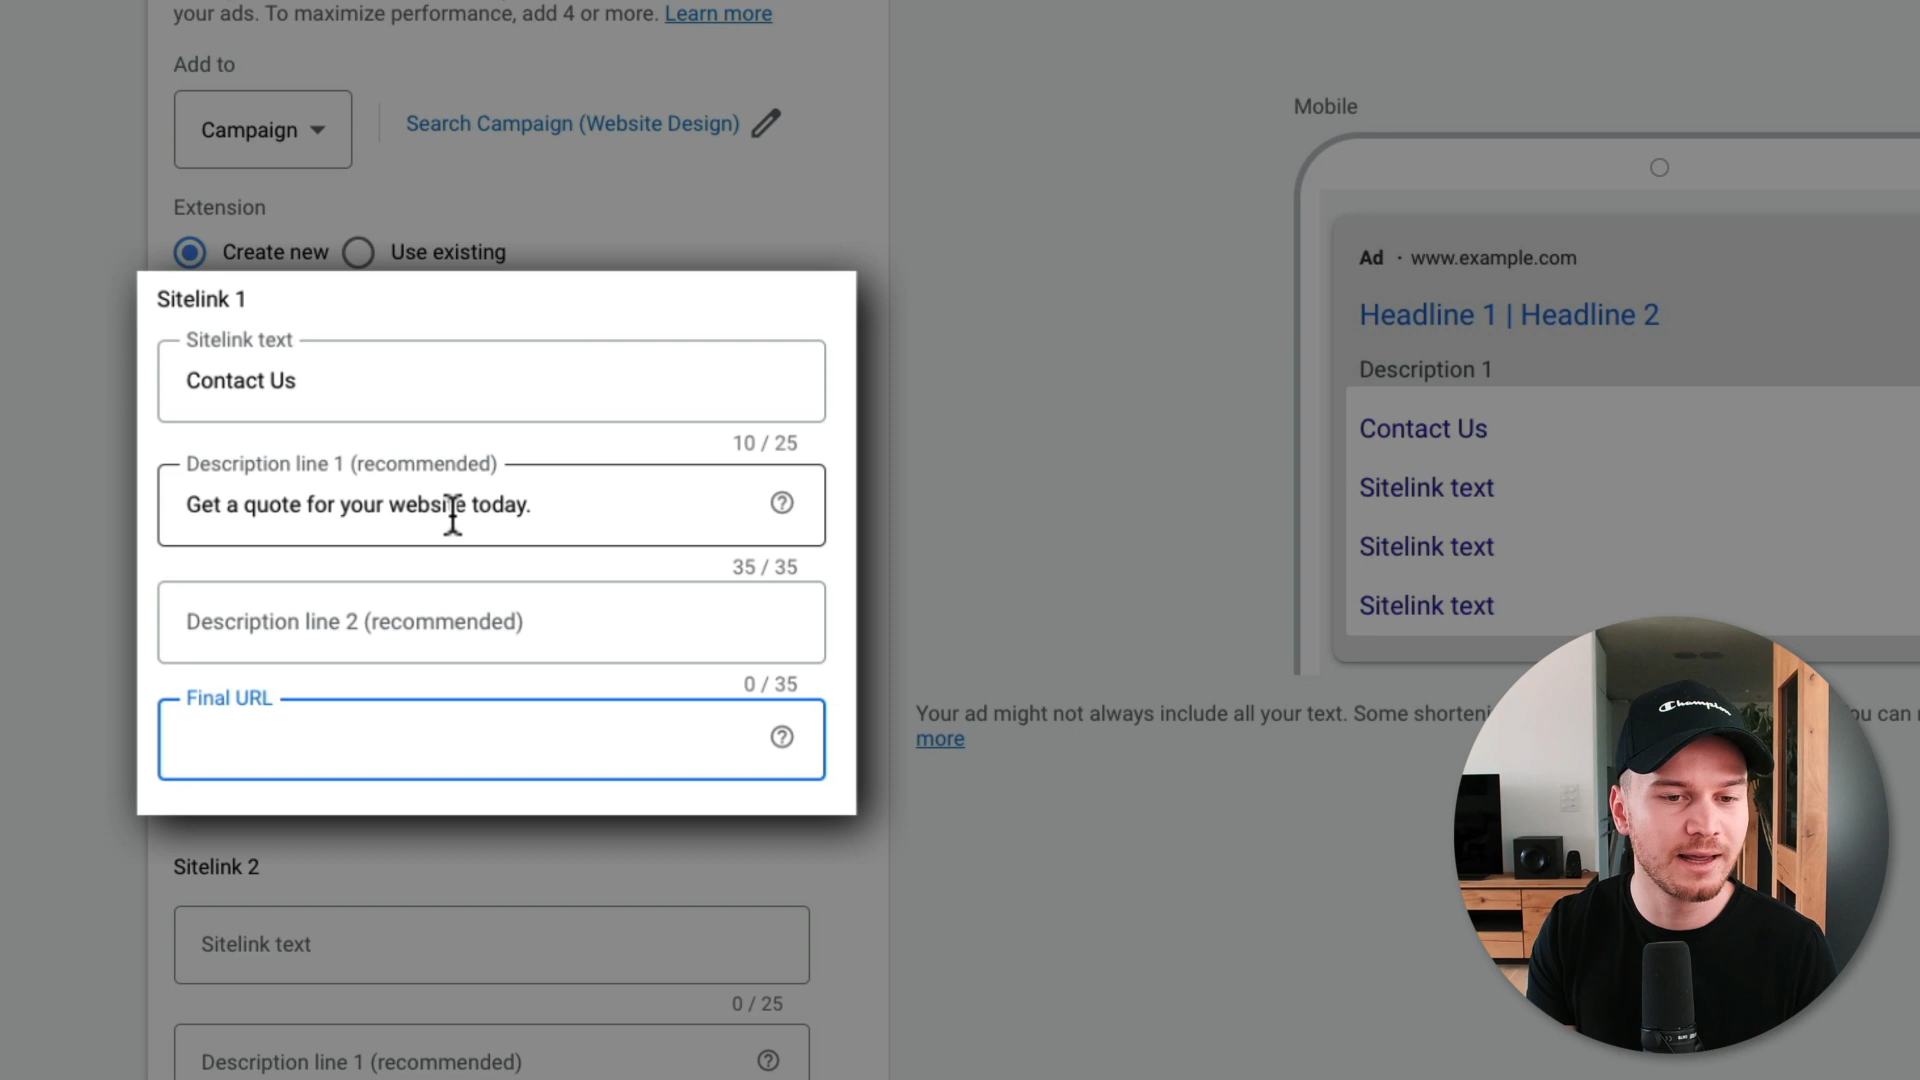 your ads. To maximize performance, add 4 or more. Learn more
Add to
Campaign
Search Campaign (Website Design)
Extension
Create new
Use existing
Sitelink 1
Sitelink text
Contact Us
10 / 25
Description line 1 (recommended)
Get a quote for your website today.
35 / 35
Description line 2 (recommended)
0 / 35
Final URL
Sitelink 2
Sitelink text
0 / 25
Description line 1 (recommended)
Mobile
Ad · www.example.com
Headline 1 | Headline 2
Description 1
Contact Us
Sitelink text
Sitelink text
Sitelink text
Your ad might not always include all your text. Some shorteni
ou can
more
Champion